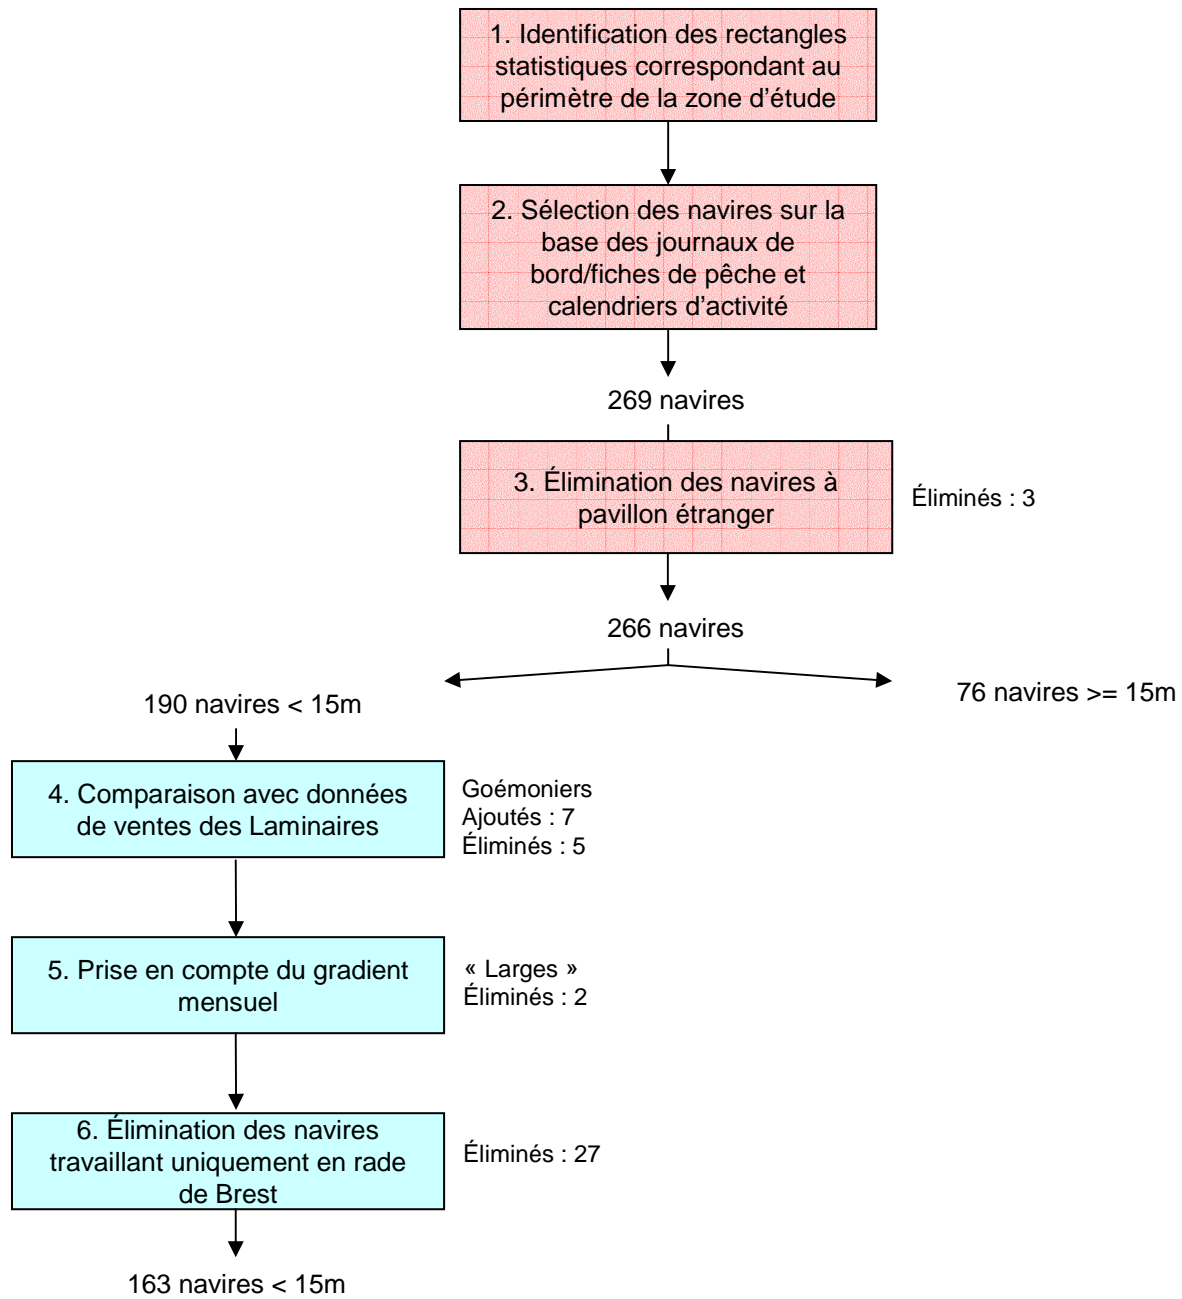 1. Identification des rectangles
statistiques correspondant au
périmètre de la zone d'étude
2. Sélection des navires sur la
base des journaux de
bord/fiches de pêche et
calendriers d'activité
269 navires
3. Élimination des navires à
pavillon étranger
Éliminés : 3
266 navires
190 navires < 15m
76 navires >= 15m
4. Comparaison avec données
de ventes des Laminaires
Goémoniers
Ajoutés : 7
Éliminés : 5
5. Prise en compte du gradient
mensuel
« Larges »
Éliminés : 2
6. Élimination des navires
travaillant uniquement en rade
de Brest
Éliminés : 27
163 navires < 15m